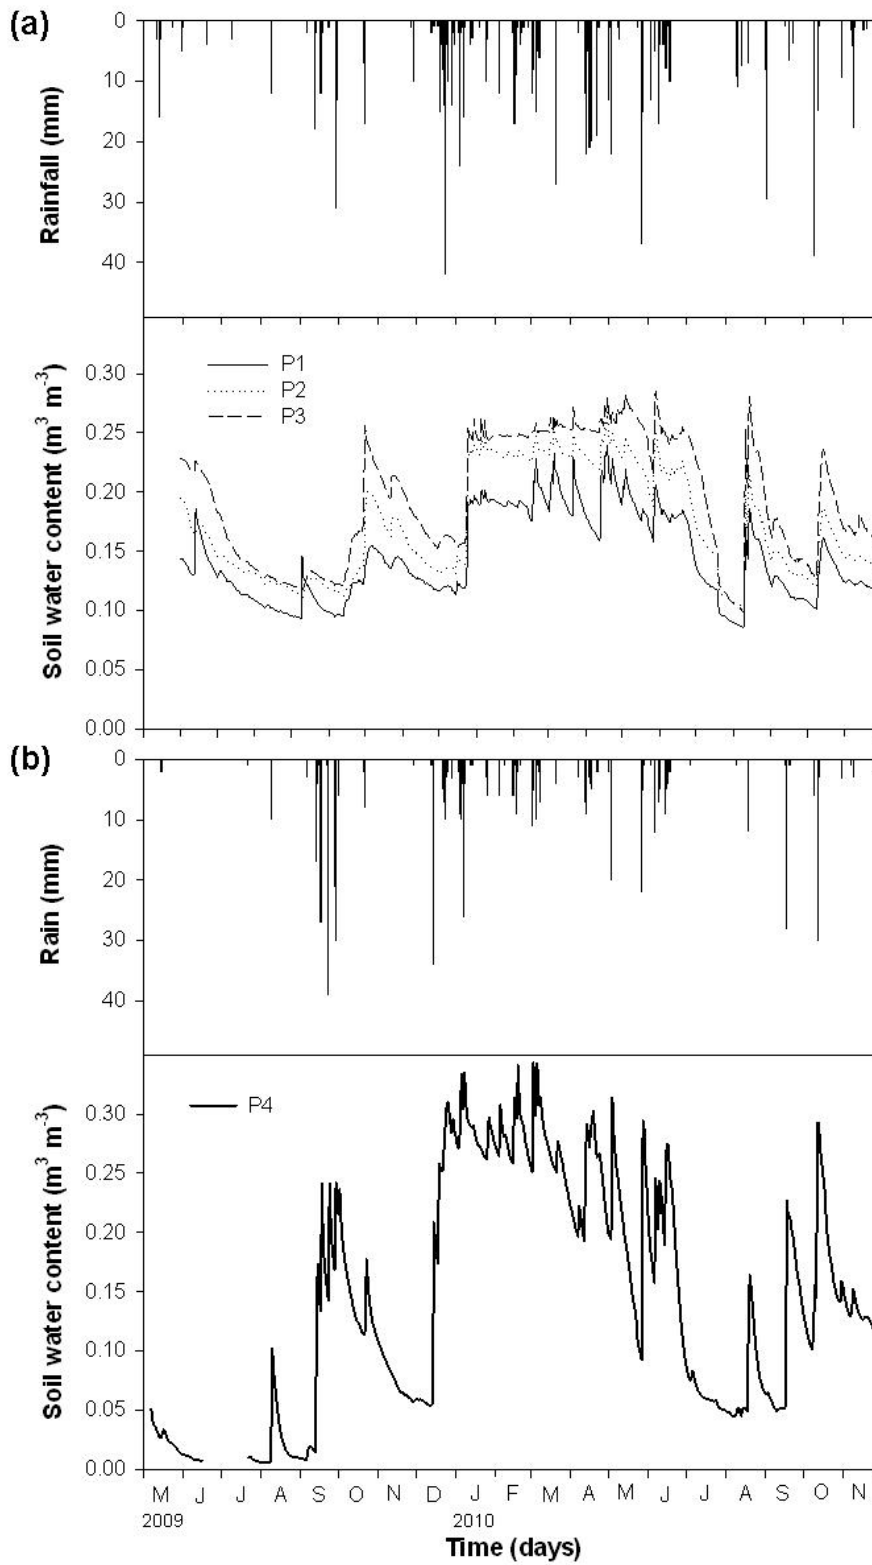 (a)
0
10
20
30
40
Rainfall (mm)
0.30
0.25
0.20
0.15
0.10
0.05
0.00
Soil water content (m³ m⁻³)
P1
P2
P3
(b)
0
10
20
30
40
Rain (mm)
0.30
0.25
0.20
0.15
0.10
0.05
0.00
Soil water content (m³ m⁻³)
P4
M J J A S O N D J F M A M J J A S O N
2009 2010
Time (days)